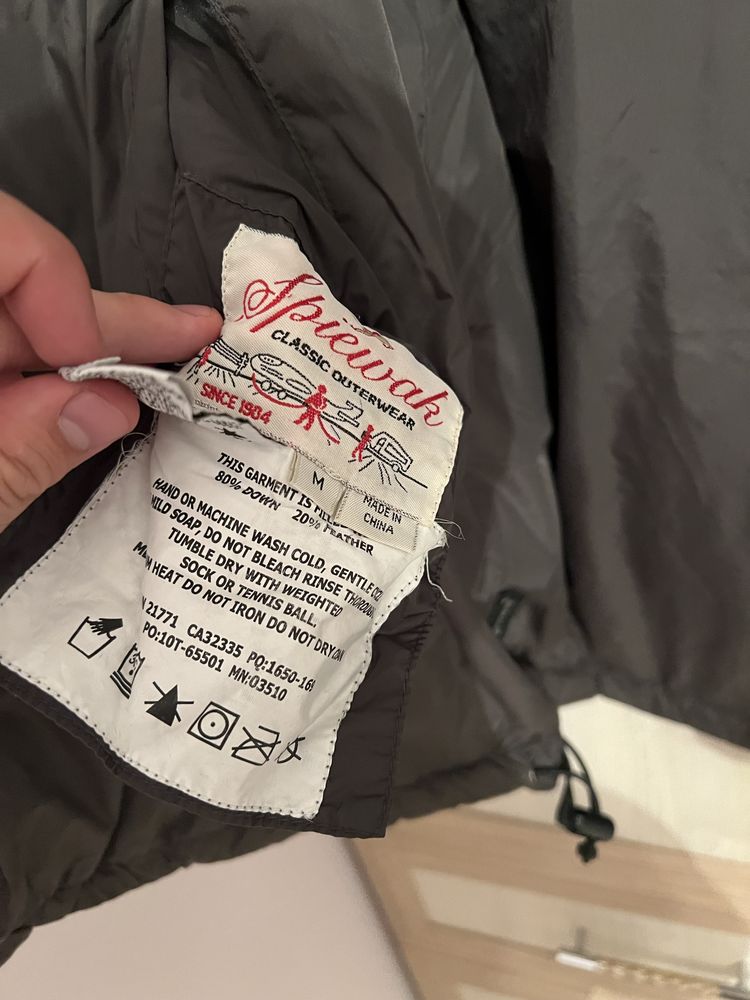 Spiewak
CLASSIC OUTERWEAR
SINCE 1904
M
MADE IN
CHINA
THIS GARMENT IS
80% DOWN 20% FEATHER
HAND OR MACHINE WASH COLD, GENTLE
MILD SOAP, DO NOT BLEACH RINSE
TUMBLE DRY WITH WEIGHTED
SOCK OR TENNIS BALL.
HEAT DO NOT IRON DO NOT
21771 CA32335 PQ:1650-16
PO:10T-65501 MN:03510